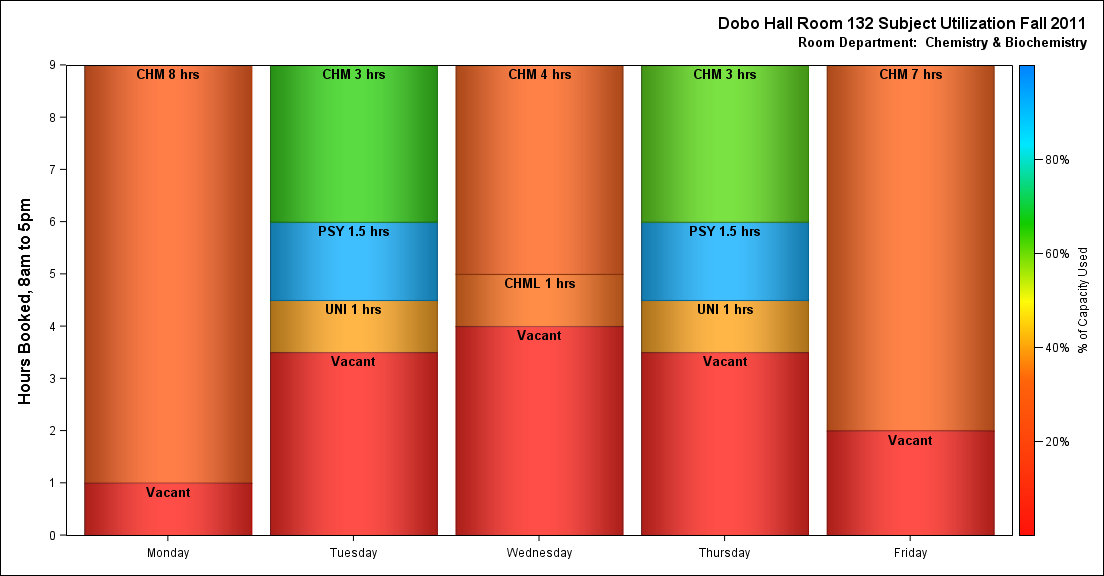 Dobo Hall Room 132 Subject Utilization Fall 2011
Room Department:  Chemistry & Biochemistry
Hours Booked, 8am to 5pm
9
8
7
6
5
4
3
2
1
0
CHM 8 hrs
Vacant
CHM 3 hrs
PSY 1.5 hrs
UNI 1 hrs
Vacant
CHM 4 hrs
CHML 1 hrs
Vacant
CHM 3 hrs
PSY 1.5 hrs
UNI 1 hrs
Vacant
CHM 7 hrs
Vacant
Monday
Tuesday
Wednesday
Thursday
Friday
80%
60%
40%
20%
% of Capacity Used